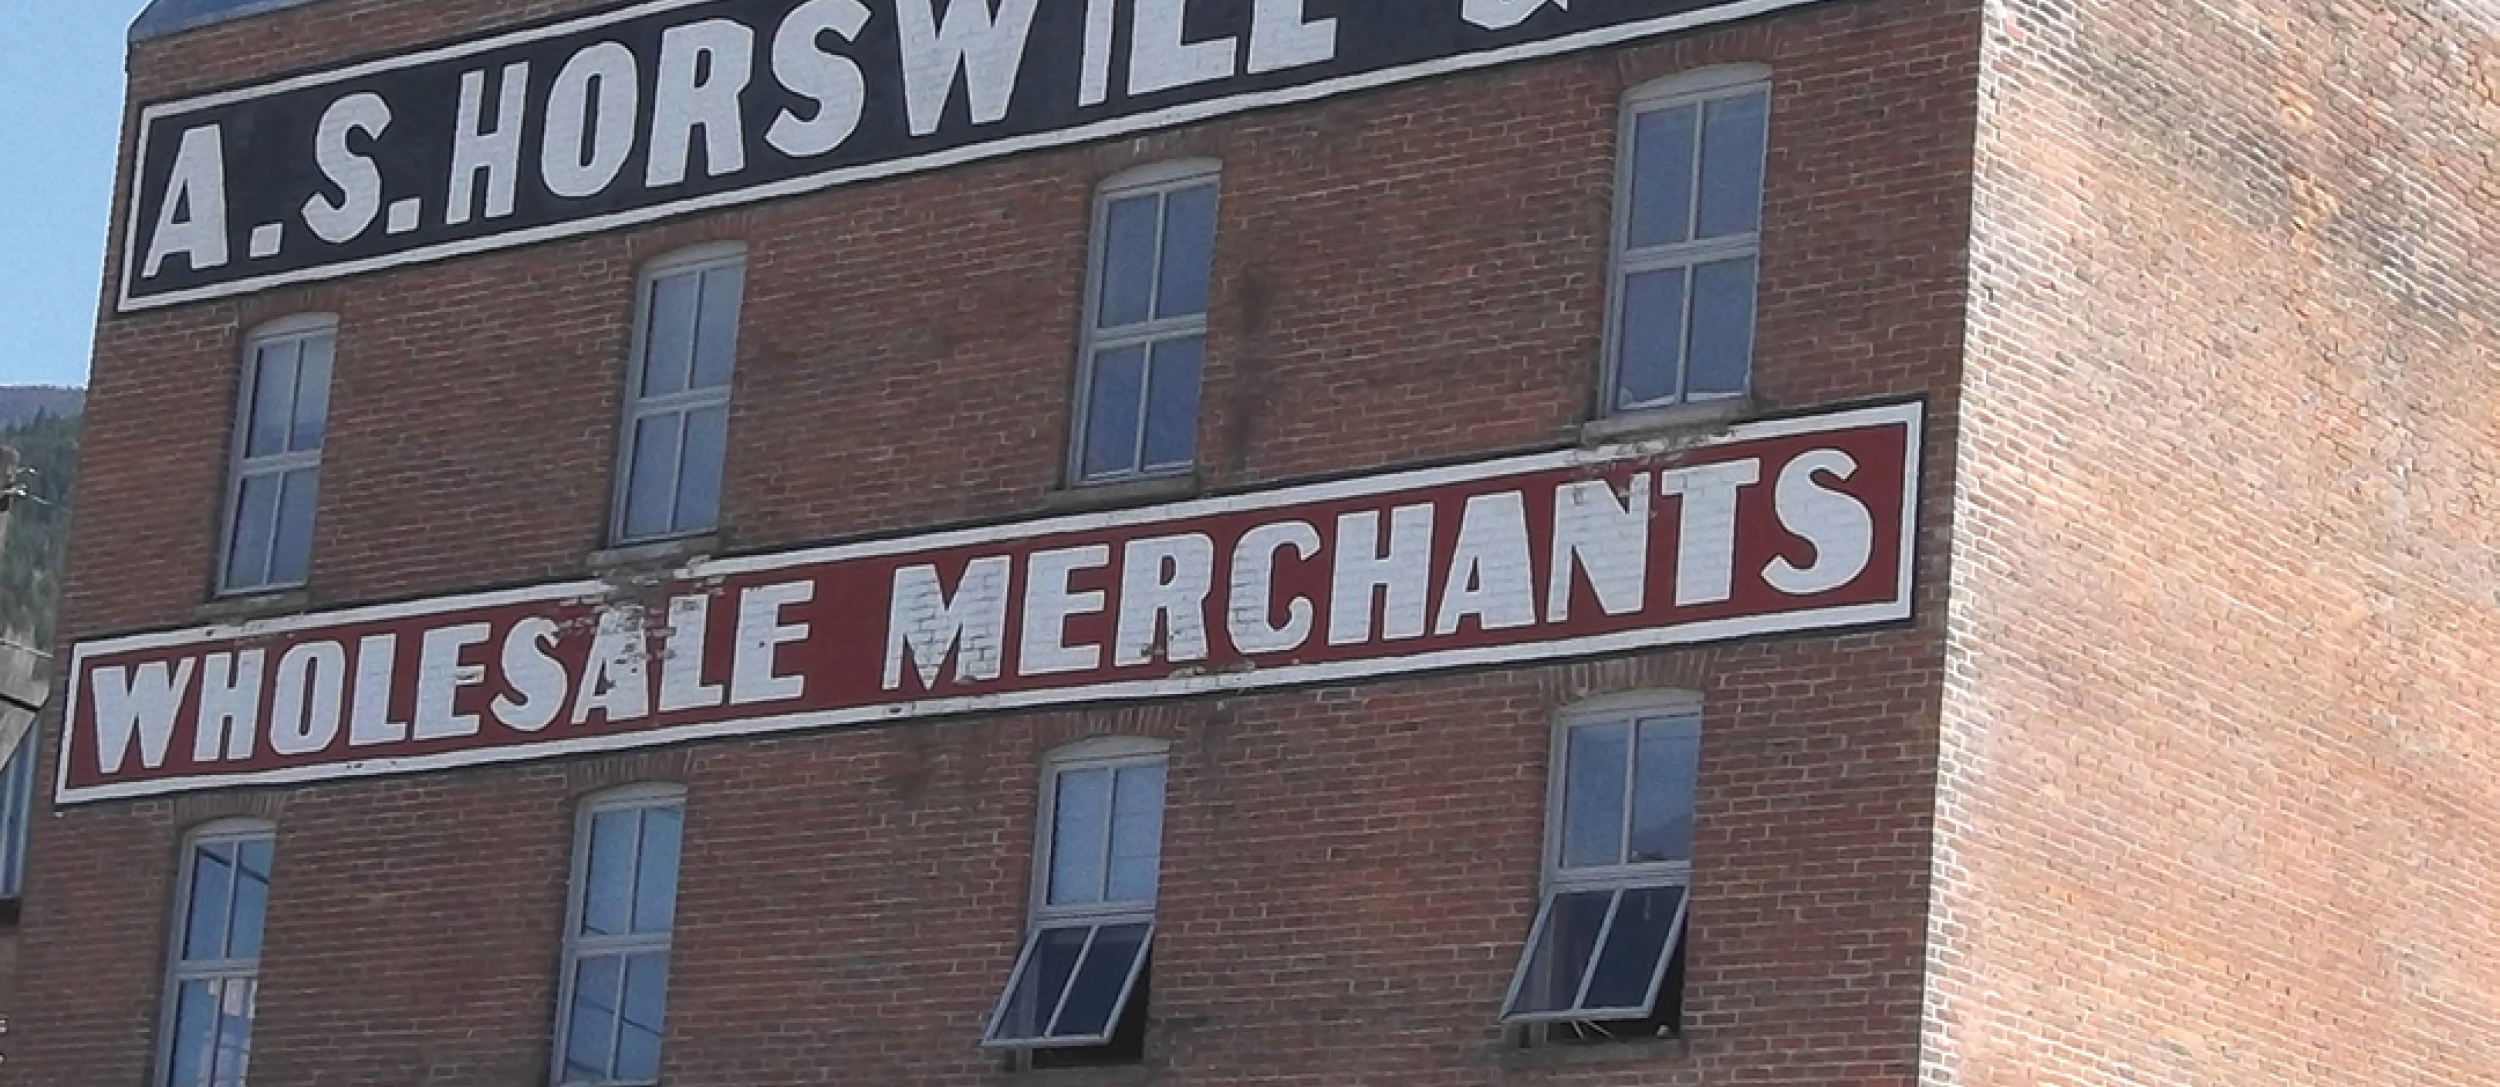 A.S. HORSWILL &
WHOLESALE MERCHANTS